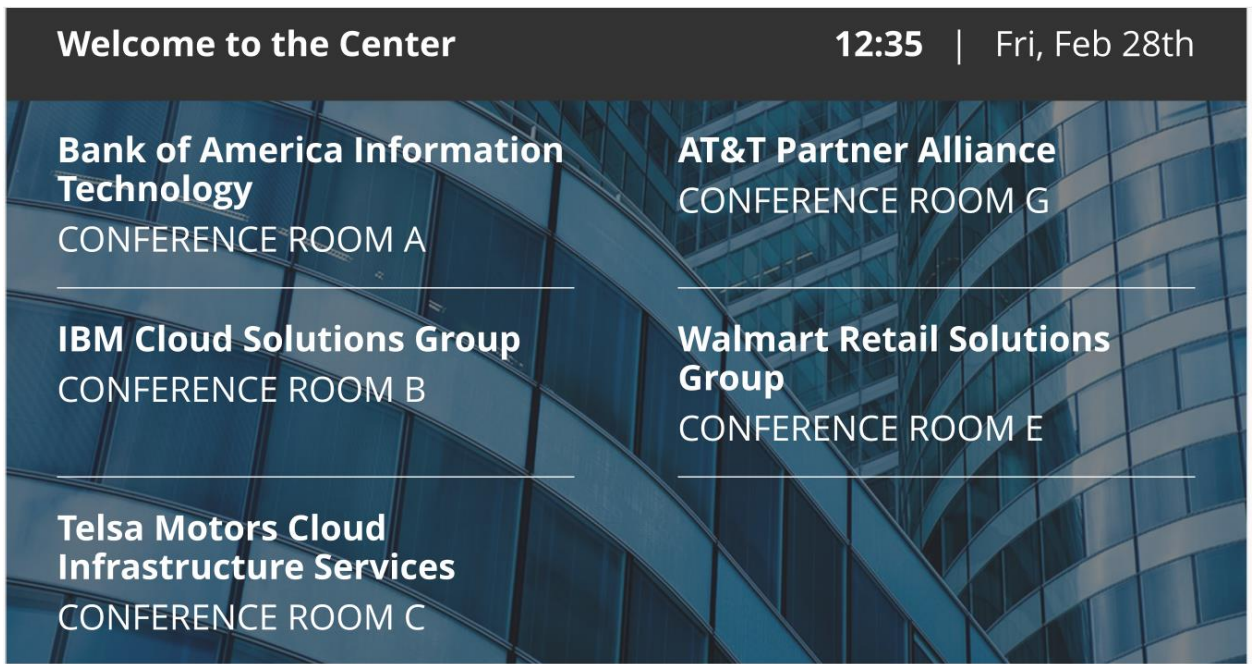 Welcome to the Center
12:35 | Fri, Feb 28th
Bank of America Information
Technology
CONFERENCE ROOM A
IBM Cloud Solutions Group
CONFERENCE ROOM B
Telsa Motors Cloud
Infrastructure Services
CONFERENCE ROOM C
AT&T Partner Alliance
CONFERENCE ROOM G
Walmart Retail Solutions
Group
CONFERENCE ROOM E